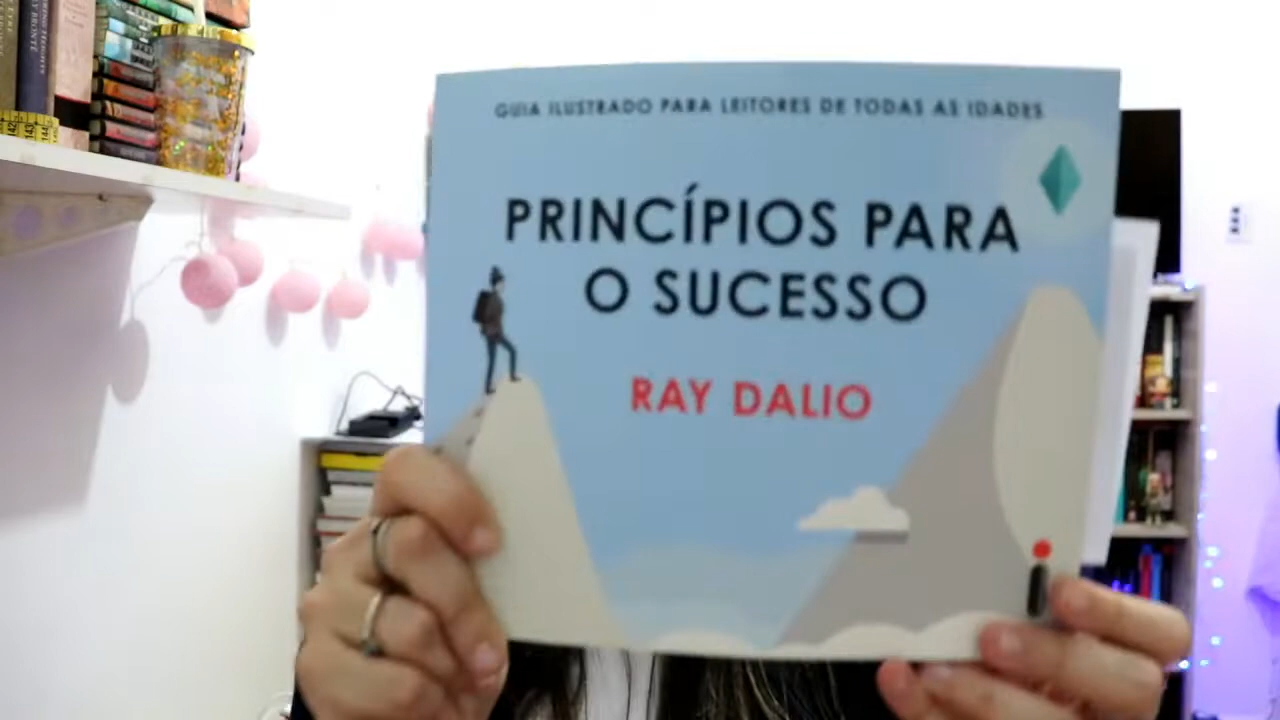 GUIA ILUSTRADO PARA LEITORES DE TODAS AS IDADES
PRINCÍPIOS PARA
O SUCESSO
RAY DALIO